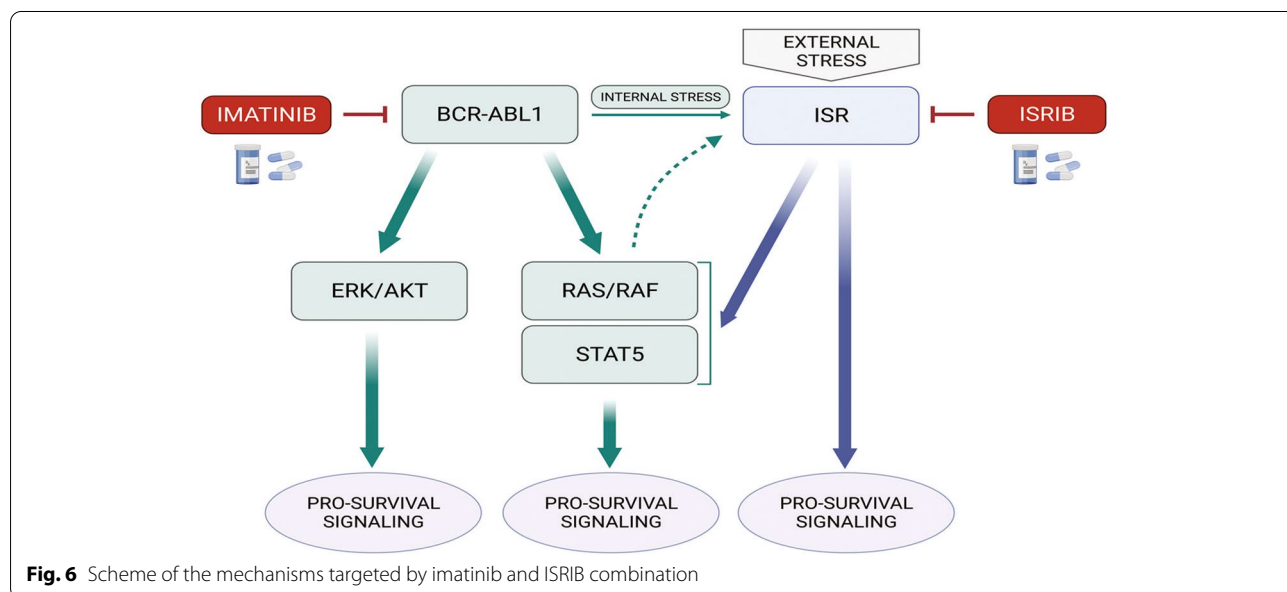 EXTERNAL
STRESS
IMATINIB
BCR-ABL1
INTERNAL STRESS
ISR
ISRIB
ERK/AKT
RAS/RAF
STAT5
PRO-SURVIVAL
SIGNALING
PRO-SURVIVAL
SIGNALING
PRO-SURVIVAL
SIGNALING
Fig. 6 Scheme of the mechanisms targeted by imatinib and ISRIB combination